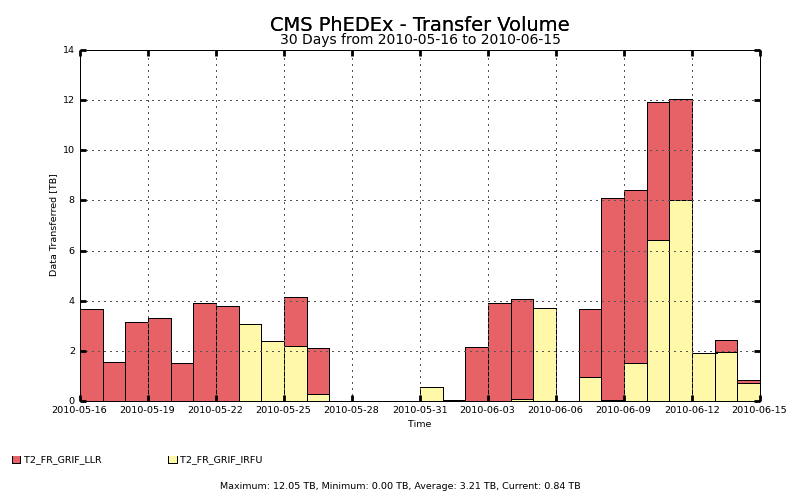 CMS PhEDEx - Transfer Volume
30 Days from 2010-05-16 to 2010-06-15
14
12
10
8
6
4
2
0
Data Transferred [TB]
2010-05-16 2010-05-19 2010-05-22 2010-05-25 2010-05-28 2010-05-31 2010-06-03 2010-06-06 2010-06-09 2010-06-12 2010-06-15
Time
T2_FR_GRIF_LLR T2_FR_GRIF_IRFU
Maximum: 12.05 TB, Minimum: 0.00 TB, Average: 3.21 TB, Current: 0.84 TB